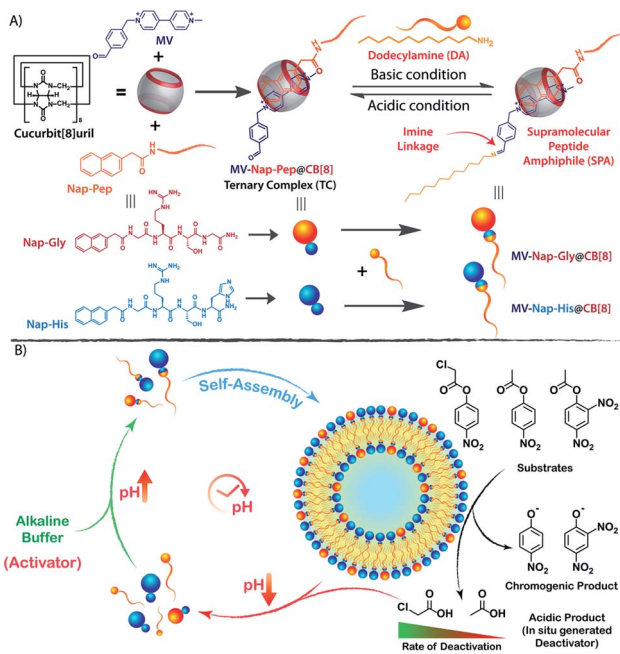 A)
MV
Cucurbit[8]uril
8
=
+
+
Nap-Pep
Nap-Gly
Nap-His
MV-Nap-Pep@CB[8]
Ternary Complex (TC)
Dodecylamine (DA)
Basic condition
Acidic condition
Imine
Linkage
Supramolecular
Peptide
Amphiphile (SPA)
+
MV-Nap-Gly@CB[8]
MV-Nap-His@CB[8]
B)
Self-Assembly
pH
pH
pH
Alkaline
Buffer
(Activator)
Substrates
Chromogenic Product
Acidic Product
(In situ generated
Deactivator)
Rate of Deactivation